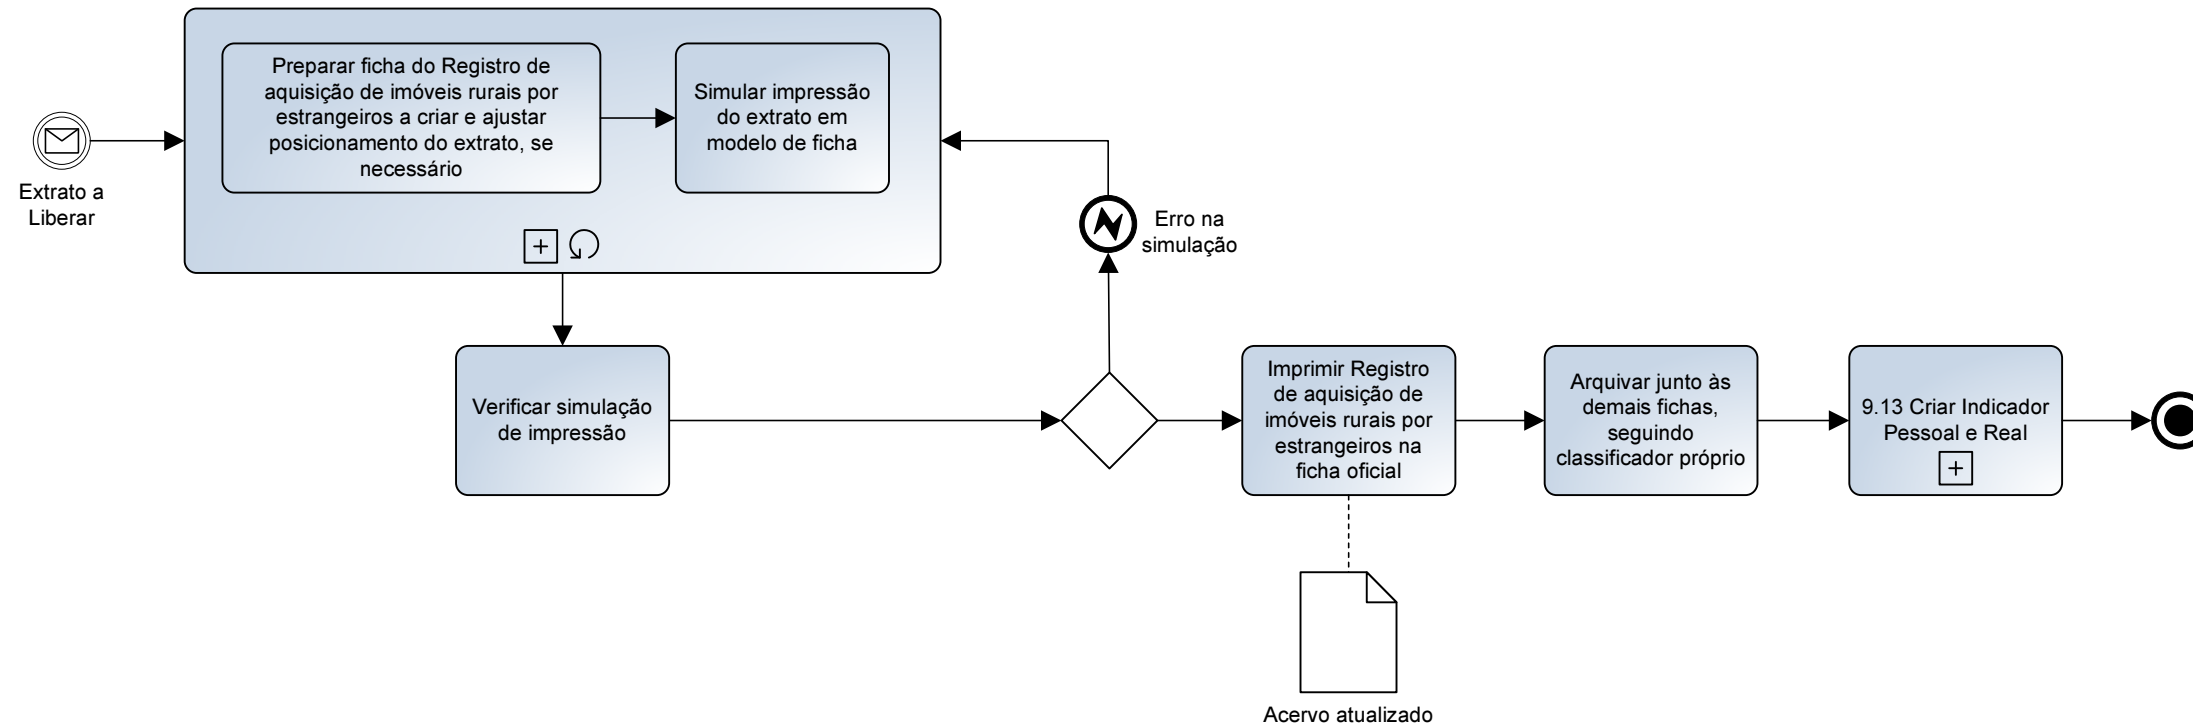 Preparar ficha do Registro de
aquisição de imóveis rurais por
estrangeiros a criar e ajustar
posicionamento do extrato, se
necessário
Simular impressão
do extrato em
modelo de ficha
Extrato a
Liberar
Erro na
simulação
Verificar simulação
de impressão
Imprimir Registro
de aquisição de
imóveis rurais por
estrangeiros na
ficha oficial
Arquivar junto às
demais fichas,
seguindo
classificador próprio
9.13 Criar Indicador
Pessoal e Real
Acervo atualizado